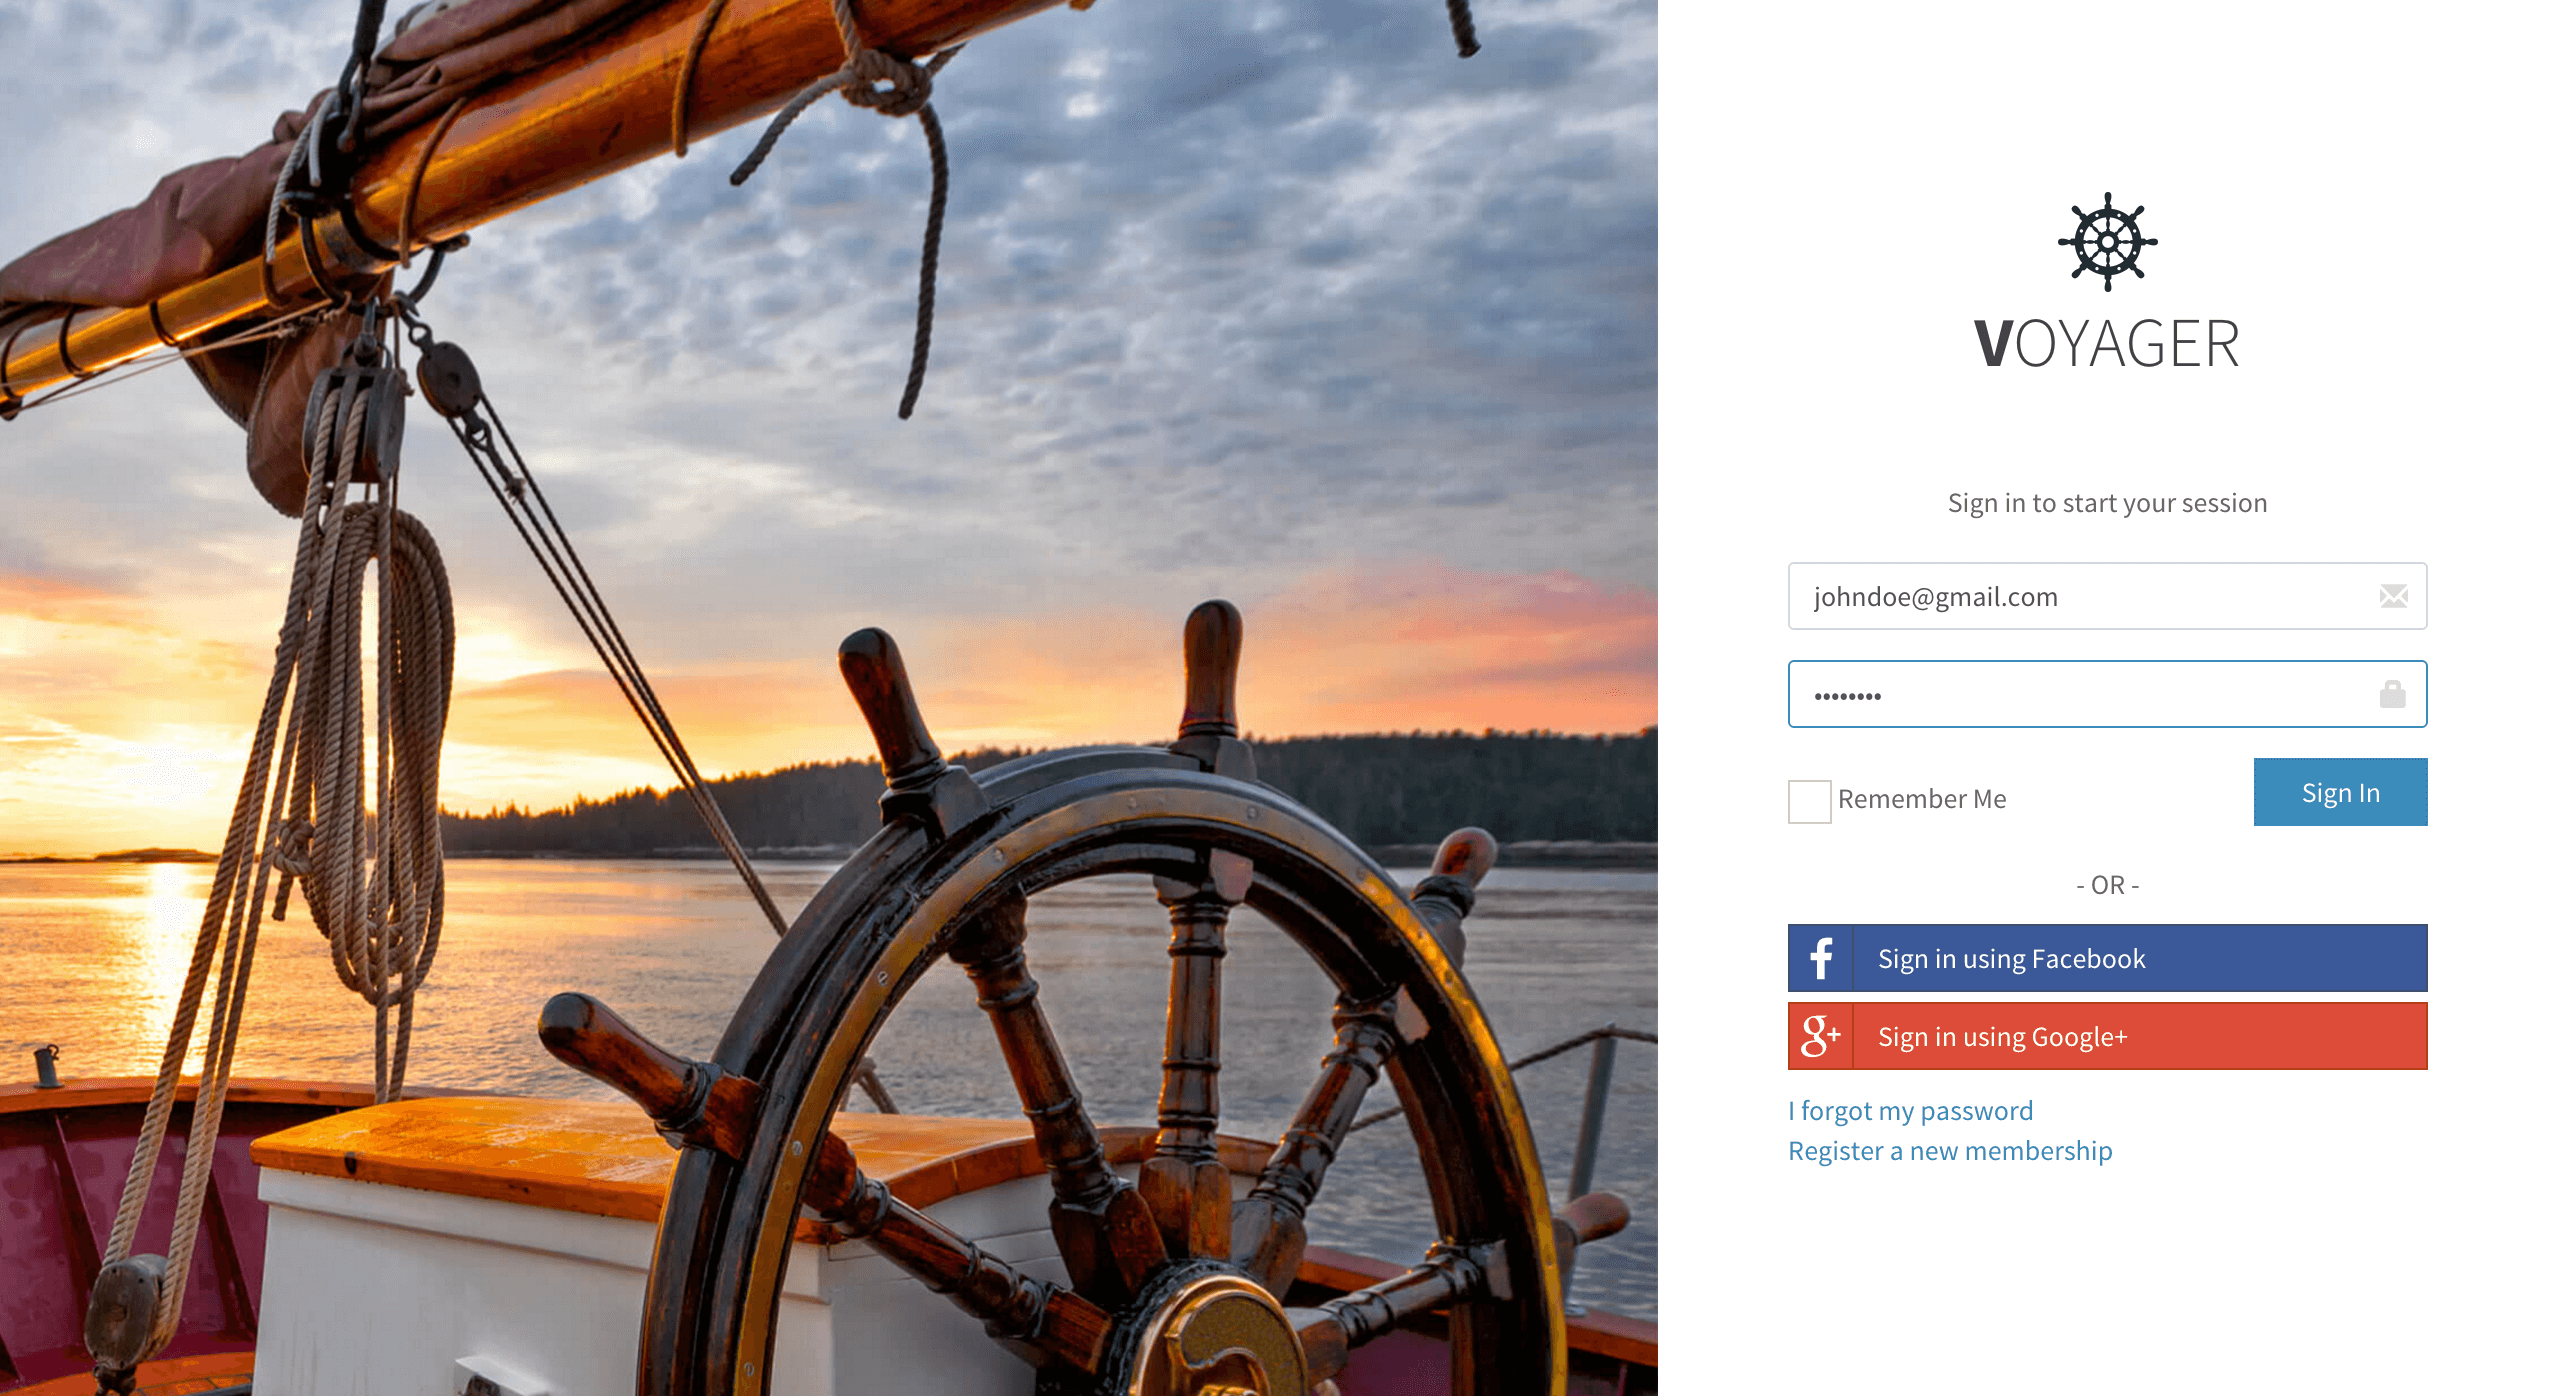 VOYAGER
Sign in to start your session
johndoe@gmail.com
••••••••
Remember Me
Sign In
- OR -
f Sign in using Facebook
g+ Sign in using Google+
I forgot my password
Register a new membership